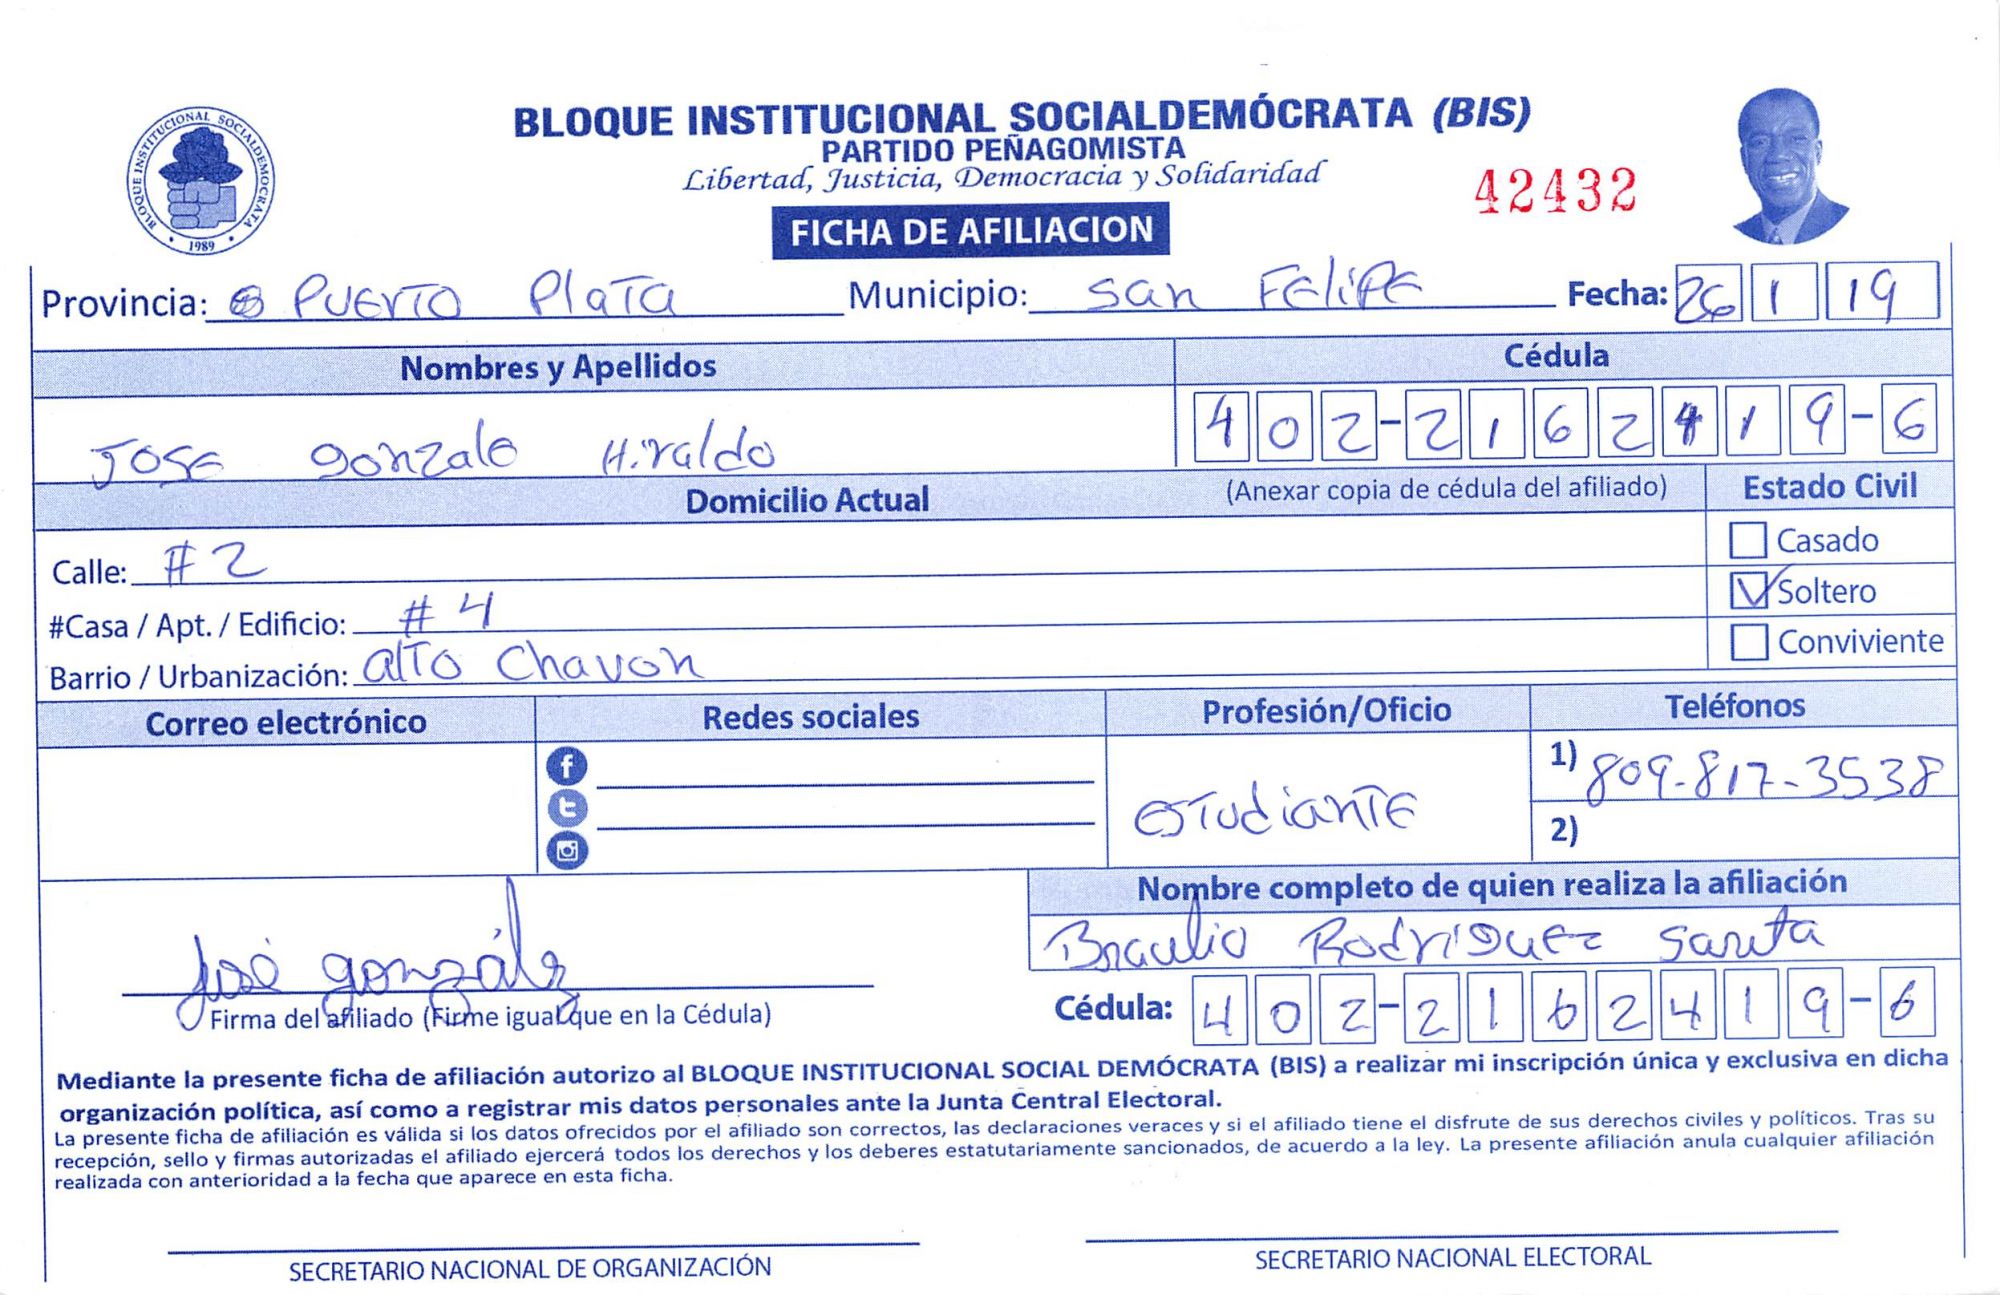 BLOQUE INSTITUCIONAL SOCIALDEMOCRATA
1989
BLOQUE INSTITUCIONAL SOCIALDEMÓCRATA (BIS)
PARTIDO PEÑAGOMISTA
Libertad, Justicia, Democracia y Solidaridad
42432
FICHA DE AFILIACION
Provincia: Puerto Plata Municipio: San Felipe Fecha: 26 1 19
Nombres y Apellidos Cédula
Jose gonzalo Hiraldo 402-2162419-6
Domicilio Actual (Anexar copia de cédula del afiliado) Estado Civil
Calle: #2 Casado
#Casa / Apt. / Edificio: #4 Soltero
Barrio / Urbanización: alto Chavon Conviviente
Correo electrónico Redes sociales Profesión/Oficio Teléfonos
estudiante 1) 809-817-3538
2)
Nombre completo de quien realiza la afiliación
Braulio Rodriguez Santa
José gonzález
Firma del afiliado (Firme igual que en la Cédula) Cédula: 402-2162419-6
Mediante la presente ficha de afiliación autorizo al BLOQUE INSTITUCIONAL SOCIAL DEMÓCRATA (BIS) a realizar mi inscripción única y exclusiva en dicha
organización política, así como a registrar mis datos personales ante la Junta Central Electoral.
La presente ficha de afiliación es válida si los datos ofrecidos por el afiliado son correctos, las declaraciones veraces y si el afiliado tiene el disfrute de sus derechos civiles y políticos. Tras su
recepción, sello y firmas autorizadas el afiliado ejercerá todos los derechos y los deberes estatutariamente sancionados, de acuerdo a la ley. La presente afiliación anula cualquier afiliación
realizada con anterioridad a la fecha que aparece en esta ficha.
SECRETARIO NACIONAL DE ORGANIZACIÓN SECRETARIO NACIONAL ELECTORAL